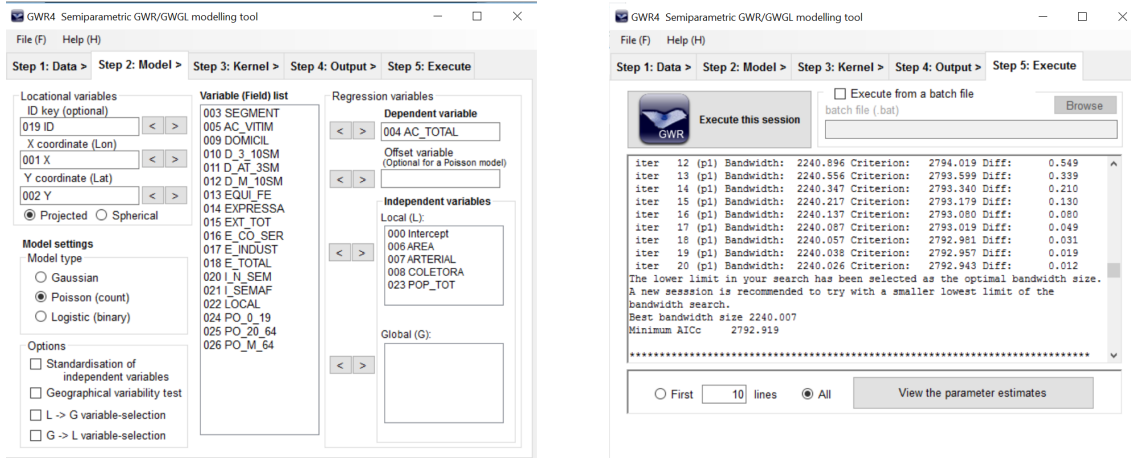 GWR4 Semiparametric GWR/GWGL modelling tool
File (F) Help (H)
Step 1: Data > Step 2: Model > Step 3: Kernel > Step 4: Output > Step 5: Execute
Locational variables
ID key (optional)
019 ID < >
X coordinate (Lon)
001 X < >
Y coordinate (Lat)
002 Y < >
Projected Spherical
Model settings
Model type
Gaussian
Poisson (count)
Logistic (binary)
Options
Standardisation of
independent variables
Geographical variability test
L -> G variable-selection
G -> L variable-selection
Variable (Field) list
003 SEGMENT
005 AC_VITIM
009 DOMICIL
010 D_3_10SM
011 D_AT_3SM
012 D_M_10SM
013 EQUI_FE
014 EXPRESSA
015 EXT_TOT
016 E_CO_SER
017 E_INDUST
018 E_TOTAL
020 I_N_SEM
021 I_SEMAF
022 LOCAL
024 PO_0_19
025 PO_20_64
026 PO_M_64
Regression variables
Dependent variable
< > 004 AC_TOTAL
Offset variable
(Optional for a Poisson model)
< >
Independent variables
Local (L):
000 Intercept
006 AREA
007 ARTERIAL
008 COLETORA
023 POP_TOT
< >
Global (G):
< >
GWR4 Semiparametric GWR/GWGL modelling tool
File (F) Help (H)
Step 1: Data > Step 2: Model > Step 3: Kernel > Step 4: Output > Step 5: Execute
GWR
Execute this session
Execute from a batch file
batch file (.bat) Browse
iter 12 (p1) Bandwidth: 2240.896 Criterion: 2794.019 Diff: 0.549
iter 13 (p1) Bandwidth: 2240.556 Criterion: 2793.599 Diff: 0.339
iter 14 (p1) Bandwidth: 2240.347 Criterion: 2793.340 Diff: 0.210
iter 15 (p1) Bandwidth: 2240.217 Criterion: 2793.179 Diff: 0.130
iter 16 (p1) Bandwidth: 2240.137 Criterion: 2793.080 Diff: 0.080
iter 17 (p1) Bandwidth: 2240.087 Criterion: 2793.019 Diff: 0.049
iter 18 (p1) Bandwidth: 2240.057 Criterion: 2792.981 Diff: 0.031
iter 19 (p1) Bandwidth: 2240.038 Criterion: 2792.957 Diff: 0.019
iter 20 (p1) Bandwidth: 2240.026 Criterion: 2792.943 Diff: 0.012
The lower limit in your search has been selected as the optimal bandwidth size.
A new sesssion is recommended to try with a smaller lowest limit of the
bandwidth search.
Best bandwidth size 2240.007
Minimum AICc 2792.919
*****************************************************************************
First 10 lines All View the parameter estimates